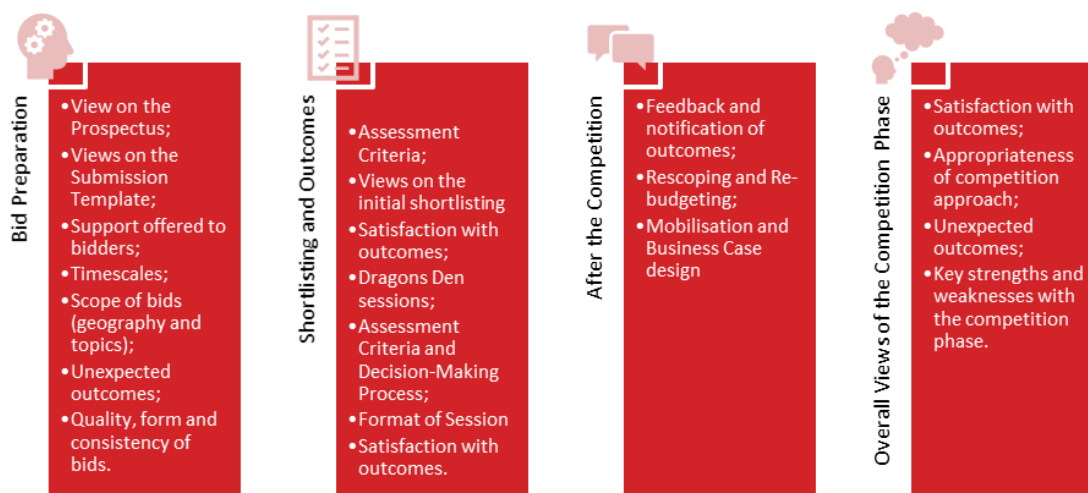 Bid Preparation
•View on the
Prospectus;
•Views on the
Submission
Template;
•Support offered to
bidders;
•Timescales;
•Scope of bids
(geography and
topics);
•Unexpected
outcomes;
•Quality, form and
consistency of
bids.
Shortlisting and Outcomes
•Assessment
Criteria;
•Views on the
initial shortlisting
•Satisfaction with
outcomes;
•Dragons Den
sessions;
•Assessment
Criteria and
Decision-Making
Process;
•Format of Session
•Satisfaction with
outcomes.
After the Competition
•Feedback and
notification of
outcomes;
•Rescoping and Re-
budgeting;
•Mobilisation and
Business Case
design
Overall Views of the Competition Phase
•Satisfaction with
outcomes;
•Appropriateness
of competition
approach;
•Unexpected
outcomes;
•Key strengths and
weaknesses with
the competition
phase.